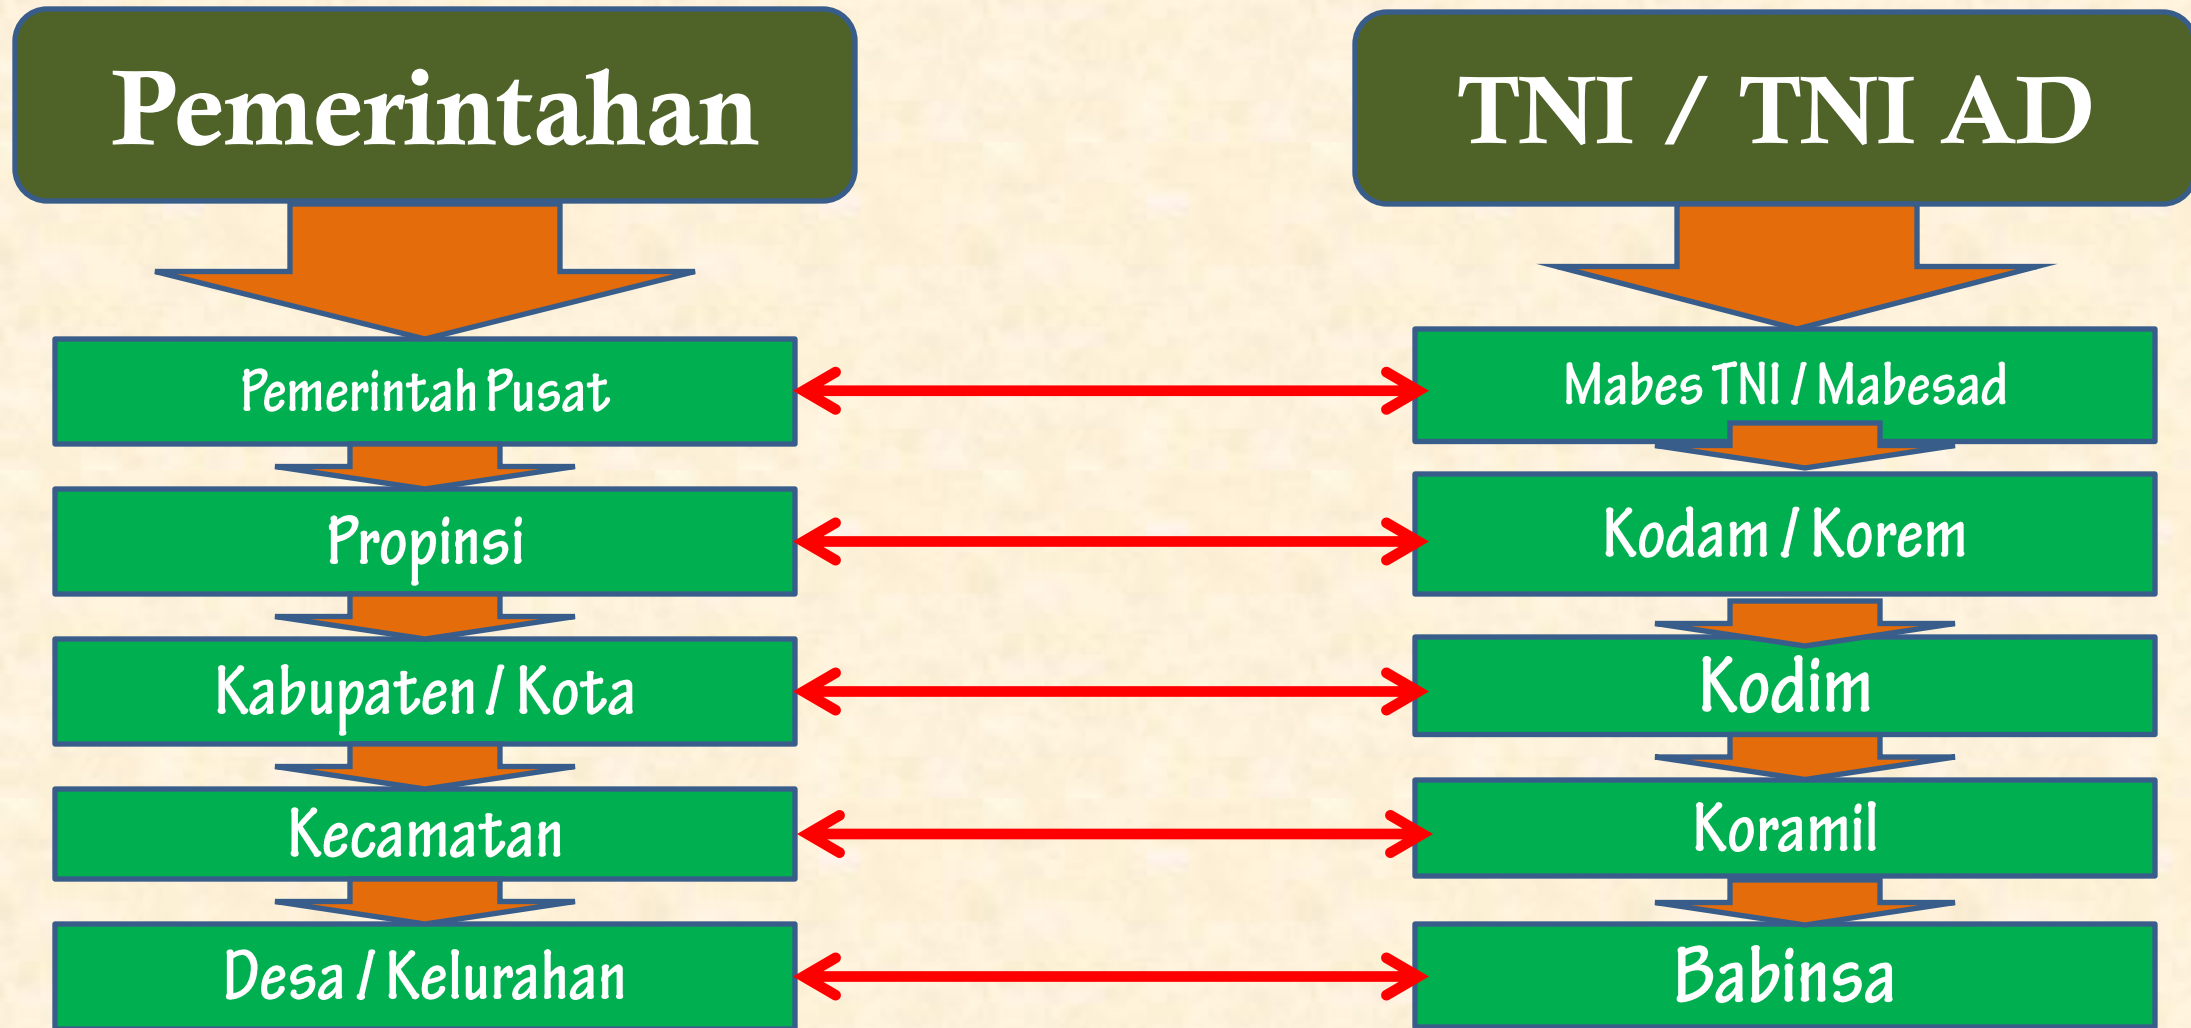 Pemerintahan
TNI / TNI AD
Pemerintah Pusat
Mabes TNI / Mabesad
Propinsi
Kodam / Korem
Kabupaten / Kota
Kodim
Kecamatan
Koramil
Desa / Kelurahan
Babinsa